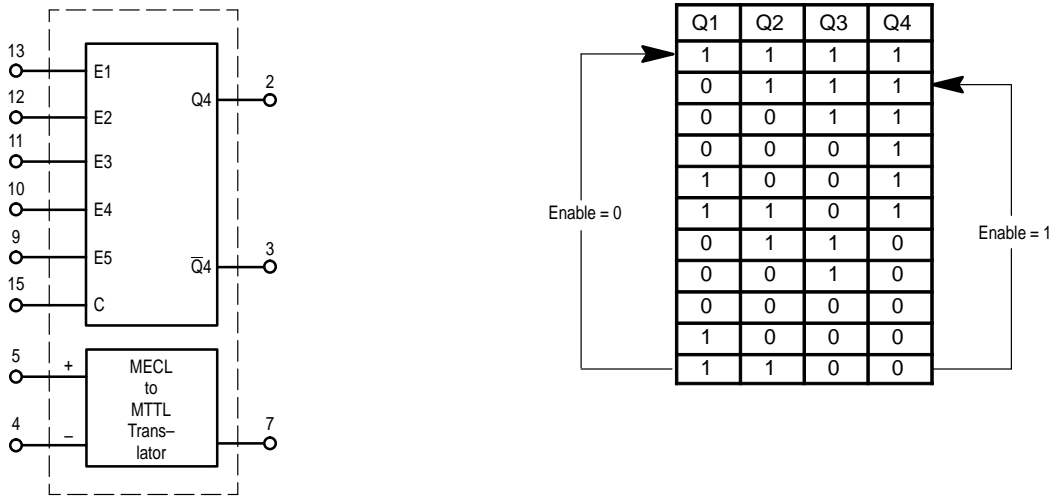 13
E1
12
E2
11
E3
10
E4
9
E5
15
C
Q4
2
Q̅4
3
5
+
4
–
MECL
to
MTTL
Trans–
lator
7
Q1 Q2 Q3 Q4
1 1 1 1
0 1 1 1
0 0 1 1
0 0 0 1
1 0 0 1
1 1 0 1
0 1 1 0
0 0 1 0
0 0 0 0
1 0 0 0
1 1 0 0
Enable = 0
Enable = 1